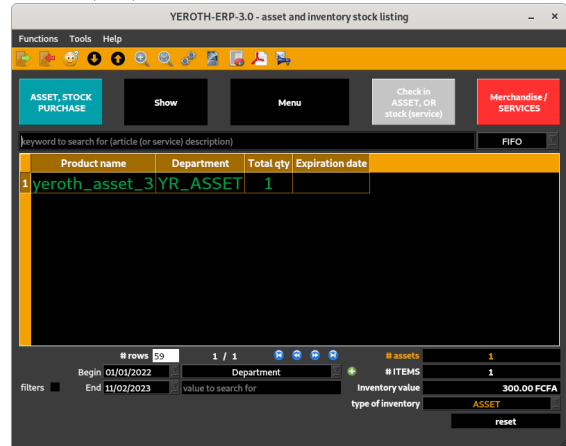 YEROTH-ERP-3.0 - asset and inventory stock listing
Functions Tools Help
ASSET, STOCK
PURCHASE
Show
Menu
Check in
ASSET, OR
stock (service)
Merchandise /
SERVICES
keyword to search for (article (or service) description)
FIFO
Product name Department Total qty Expiration date
1 yeroth_asset_3 YR_ASSET 1
# rows 59 1 / 1 # assets 1
Begin 01/01/2022 Department # ITEMS 1
filters End 11/02/2023 value to search for Inventory value 300.00 FCFA
type of inventory ASSET
reset